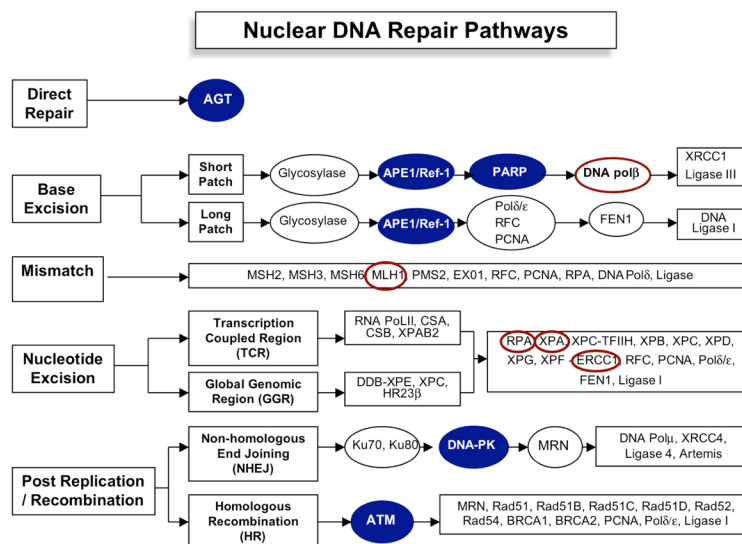 Nuclear DNA Repair Pathways
Direct
Repair
AGT
Base
Excision
Short
Patch
Glycosylase
APE1/Ref-1
PARP
DNA polβ
XRCC1
Ligase III
Long
Patch
Glycosylase
APE1/Ref-1
Polδ/ε
RFC
PCNA
FEN1
DNA
Ligase I
Mismatch
MSH2, MSH3, MSH6, MLH1, PMS2, EX01, RFC, PCNA, RPA, DNA Polδ, Ligase
Nucleotide
Excision
Transcription
Coupled Region
(TCR)
RNA PoLII, CSA,
CSB, XPAB2
Global Genomic
Region (GGR)
DDB-XPE, XPC,
HR23β
RPA, XPA, XPC-TFIIH, XPB, XPC, XPD,
XPG, XPF - ERCC1, RFC, PCNA, Polδ/ε,
FEN1, Ligase I
Post Replication
/ Recombination
Non-homologous
End Joining
(NHEJ)
Ku70, Ku80
DNA-PK
MRN
DNA Polμ, XRCC4,
Ligase 4, Artemis
Homologous
Recombination
(HR)
ATM
MRN, Rad51, Rad51B, Rad51C, Rad51D, Rad52,
Rad54, BRCA1, BRCA2, PCNA, Polδ/ε, Ligase I